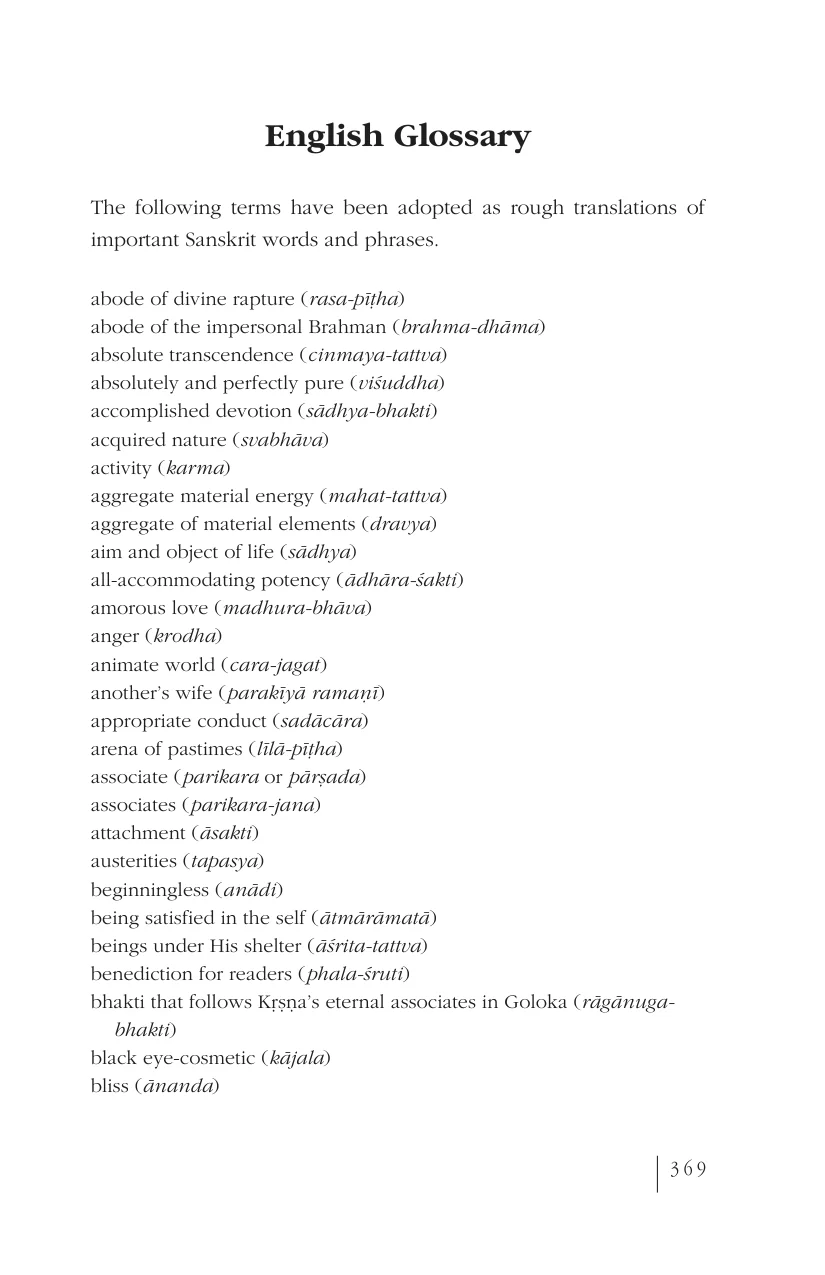 English Glossary
The following terms have been adopted as rough translations of
important Sanskrit words and phrases.
abode of divine rapture (rasa-pīṭha)
abode of the impersonal Brahman (brahma-dhāma)
absolute transcendence (cinmaya-tattva)
absolutely and perfectly pure (viśuddha)
accomplished devotion (sādhya-bhakti)
acquired nature (svabhāva)
activity (karma)
aggregate material energy (mahat-tattva)
aggregate of material elements (dravya)
aim and object of life (sādhya)
all-accommodating potency (ādhāra-śakti)
amorous love (madhura-bhāva)
anger (krodha)
animate world (cara-jagat)
another’s wife (parakīyā ramaṇī)
appropriate conduct (sadācāra)
arena of pastimes (līlā-pīṭha)
associate (parikara or pārṣada)
associates (parikara-jana)
attachment (āsakti)
austerities (tapasya)
beginningless (anādi)
being satisfied in the self (ātmārāmatā)
beings under His shelter (āśrita-tattva)
benediction for readers (phala-śruti)
bhakti that follows Kṛṣṇa’s eternal associates in Goloka (rāgānuga-
bhakti)
black eye-cosmetic (kājala)
bliss (ānanda)
369